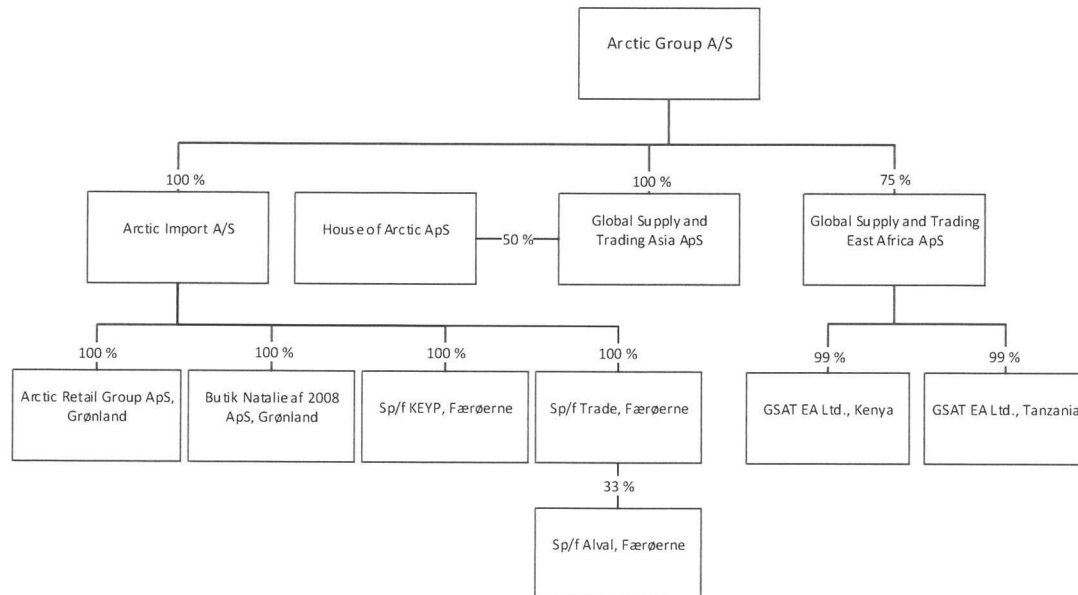 Arctic Group A/S
100 %
100 %
75 %
Arctic Import A/S
House of Arctic ApS
50 %
Global Supply and
Trading Asia ApS
Global Supply and Trading
East Africa ApS
100 %
100 %
100 %
100 %
99 %
99 %
Arctic Retail Group ApS,
Grønland
Butik Natalie af 2008
ApS, Grønland
Sp/f KEYP, Færøerne
Sp/f Trade, Færøerne
GSAT EA Ltd., Kenya
GSAT EA Ltd., Tanzania
33 %
Sp/f Alval, Færøerne